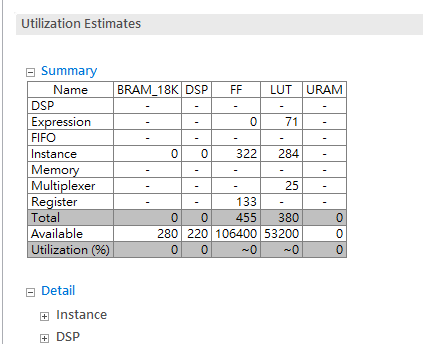 Utilization Estimates
Summary
Name BRAM_18K DSP FF LUT URAM
DSP - - - - -
Expression - - 0 71 -
FIFO - - - - -
Instance 0 0 322 284 -
Memory - - - - -
Multiplexer - - - 25 -
Register - - 133 - -
Total 0 0 455 380 0
Available 280 220 106400 53200 0
Utilization (%) 0 0 ~0 ~0 0
Detail
Instance
DSP